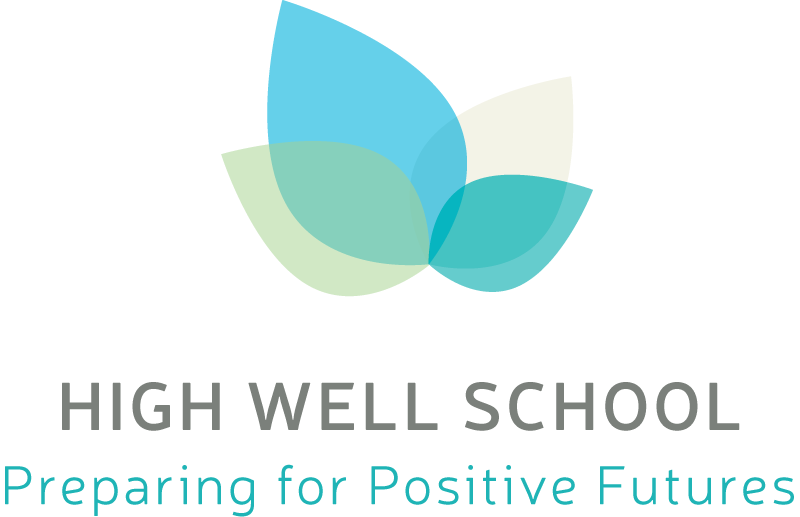 HIGH WELL SCHOOL
Preparing for Positive Futures